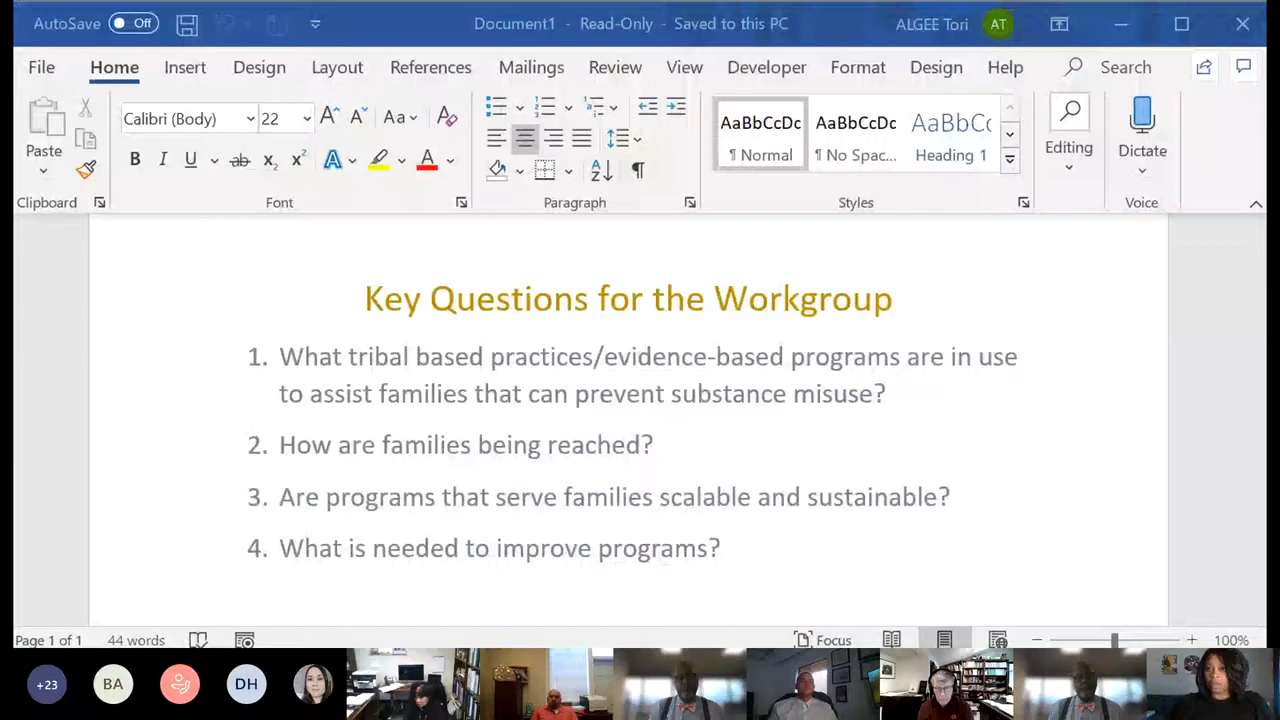 AutoSave Off Document1 - Read-Only - Saved to this PC ALGEE Tori AT
File Home Insert Design Layout References Mailings Review View Developer Format Design Help Search
Paste
Calibri (Body) 22 Aa
B I U ab x2 x2 A A
AaBbCcDc AaBbCcDc AaBbCc
¶ Normal ¶ No Spac... Heading 1
Editing
Dictate
Clipboard Font Paragraph Styles Voice
Key Questions for the Workgroup
1. What tribal based practices/evidence-based programs are in use
to assist families that can prevent substance misuse?
2. How are families being reached?
3. Are programs that serve families scalable and sustainable?
4. What is needed to improve programs?
Page 1 of 1 44 words Focus 100%
+23 BA DH